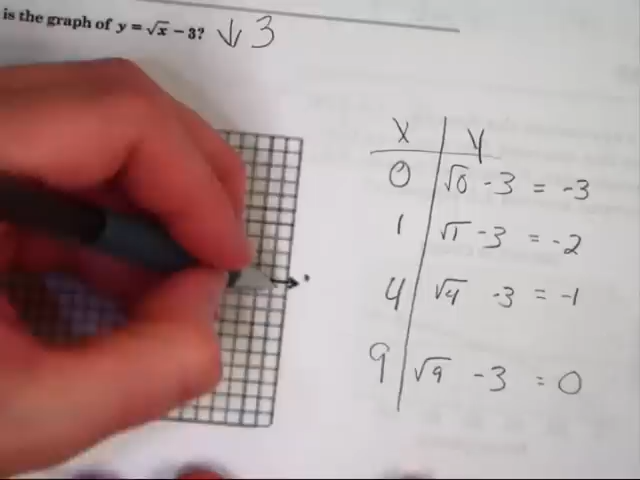 is the graph of y = √x − 3? ↓3
x y
0 √0 - 3 = -3
1 √1 - 3 = -2
4 √4 - 3 = -1
9 √9 - 3 = 0